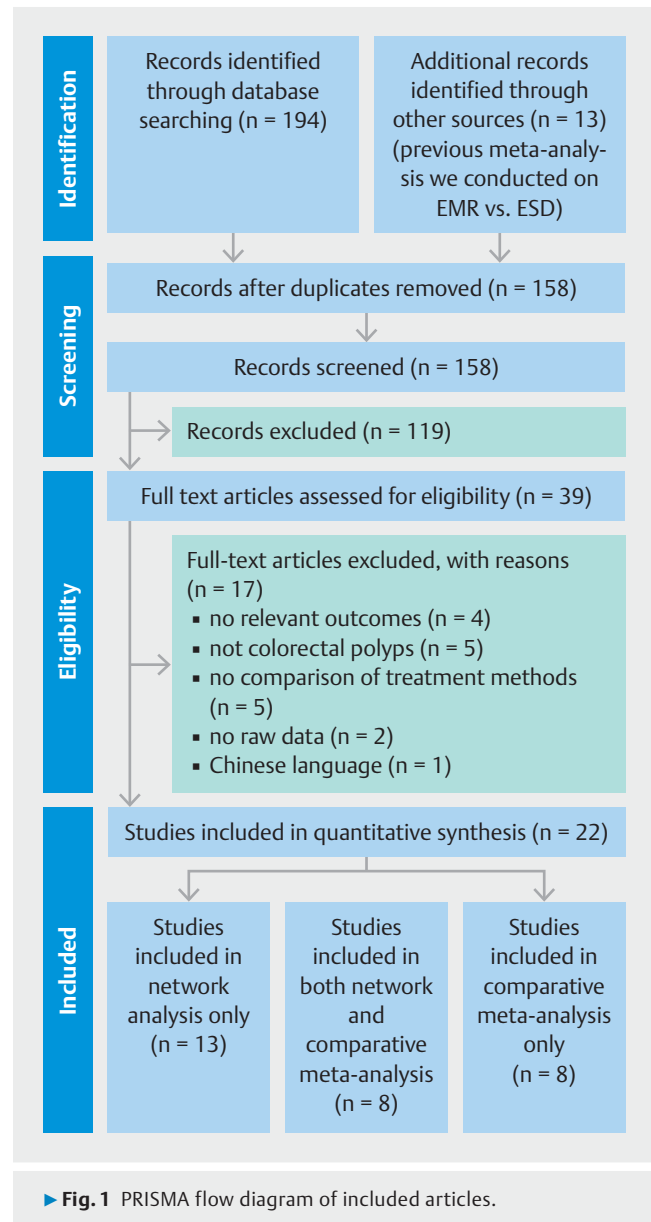 Identification
Records identified
through database
searching (n = 194)
Additional records
identified through
other sources (n = 13)
(previous meta-analy-
sis we conducted on
EMR vs. ESD)
Screening
Records after duplicates removed (n = 158)
Records screened (n = 158)
Records excluded (n = 119)
Eligibility
Full text articles assessed for eligibility (n = 39)
Full-text articles excluded, with reasons
(n = 17)
▪ no relevant outcomes (n = 4)
▪ not colorectal polyps (n = 5)
▪ no comparison of treatment methods
(n = 5)
▪ no raw data (n = 2)
▪ Chinese language (n = 1)
Included
Studies included in quantitative synthesis (n = 22)
Studies
included in
network
analysis only
(n = 13)
Studies
included in
both network
and
comparative
meta-analysis
(n = 8)
Studies
included in
comparative
meta-analysis
only
(n = 8)
▶ Fig. 1 PRISMA flow diagram of included articles.